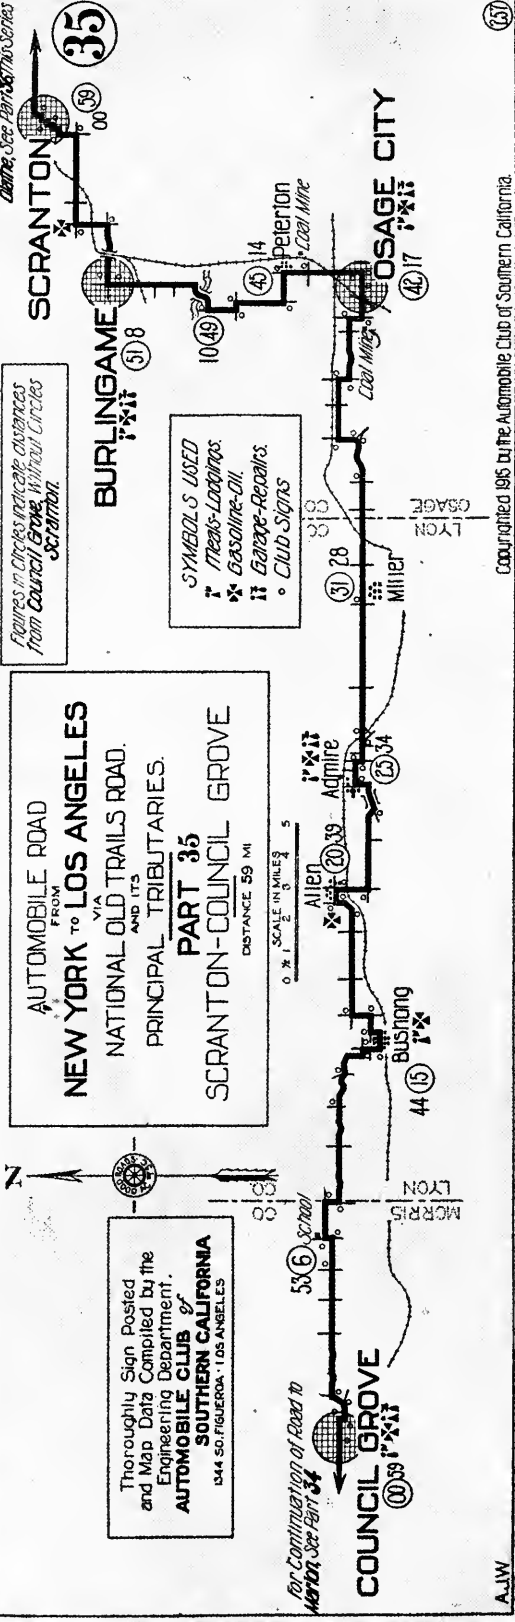 Olathe, See Part 36 This Series
35
SCRANTON
59
00
BURLINGAME
51 8
10 49
45 14
Peterton
Coal Mine
OSAGE CITY
42 17
Coal Mine
Figures in Circles indicate distances
from Council Grove, Without Circles
Scranton.
SYMBOLS USED
Meals-Lodgings.
Gasoline-Oil.
Garage-Repairs.
Club Signs
LYON CO.
OSAGE CO.
31 28
Miller
AUTOMOBILE ROAD
FROM
NEW YORK TO LOS ANGELES
VIA
NATIONAL OLD TRAILS ROAD.
AND ITS
PRINCIPAL TRIBUTARIES.
PART 35
SCRANTON-COUNCIL GROVE
DISTANCE 59 MI
SCALE IN MILES
0 ½ 1 2 3 4 5
Admire
25 34
Allen
20 39
Bushong
44 15
N
MORRIS CO
LYON CO.
53 6 School
Thoroughly Sign Posted
and Map Data Compiled by the
Engineering Department,
AUTOMOBILE CLUB of
SOUTHERN CALIFORNIA
1344 SO. FIGUEROA · LOS ANGELES
For Continuation of Road to
Marion, See Part 34
COUNCIL GROVE
00 59
A.J.W.
Copyrighted 1915 by the Automobile Club of Southern California.
257